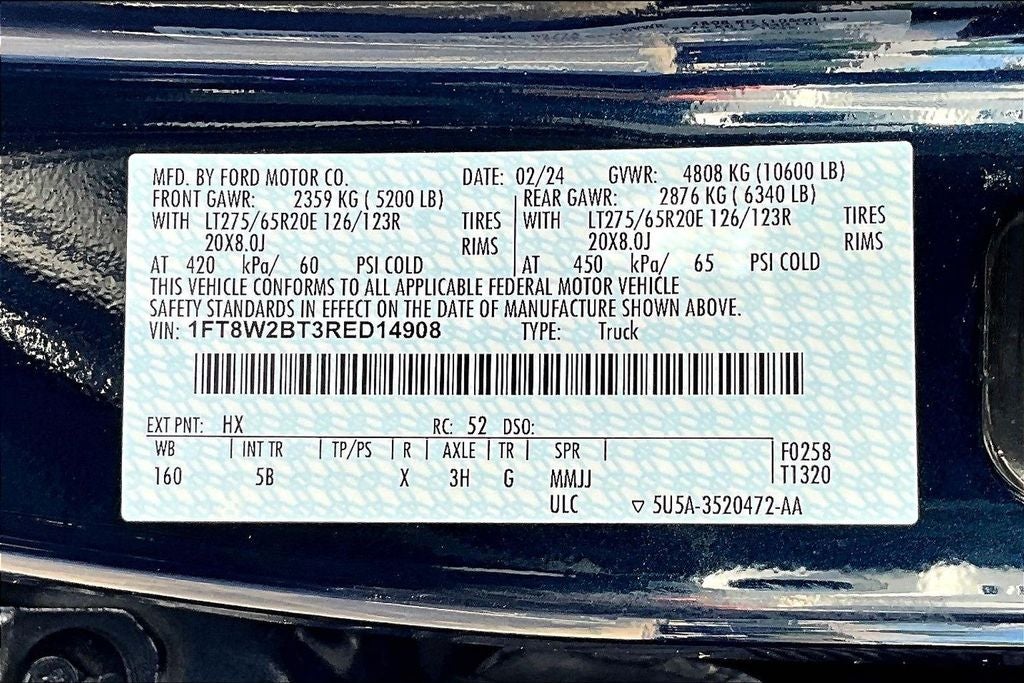 MFD. BY FORD MOTOR CO. DATE: 02/24 GVWR: 4808 KG (10600 LB)
FRONT GAWR: 2359 KG ( 5200 LB) REAR GAWR: 2876 KG ( 6340 LB)
WITH LT275/65R20E 126/123R TIRES WITH LT275/65R20E 126/123R TIRES
20X8.0J RIMS 20X8.0J RIMS
AT 420 kPa/ 60 PSI COLD AT 450 kPa/ 65 PSI COLD
THIS VEHICLE CONFORMS TO ALL APPLICABLE FEDERAL MOTOR VEHICLE
SAFETY STANDARDS IN EFFECT ON THE DATE OF MANUFACTURE SHOWN ABOVE.
VIN: 1FT8W2BT3RED14908 TYPE: Truck
EXT PNT: HX RC: 52 DSO:
WB INT TR TP/PS R AXLE TR SPR F0258
160 5B X 3H G MMJJ T1320
ULC ▽ 5U5A-3520472-AA